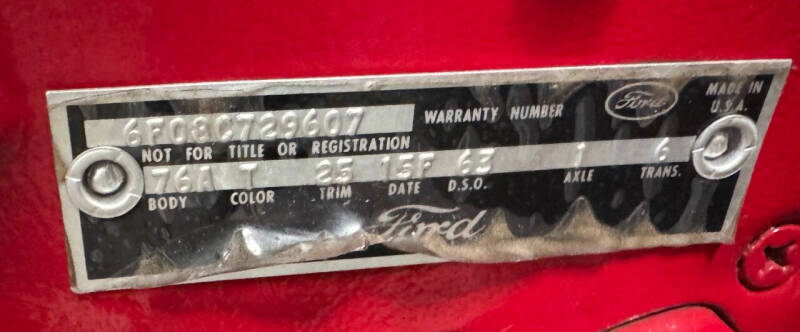 6F08C729607 WARRANTY NUMBER Ford MADE IN U.S.A.
NOT FOR TITLE OR REGISTRATION
76A T 25 15F 63 1 6
BODY COLOR TRIM DATE D.S.O. AXLE TRANS.
Ford